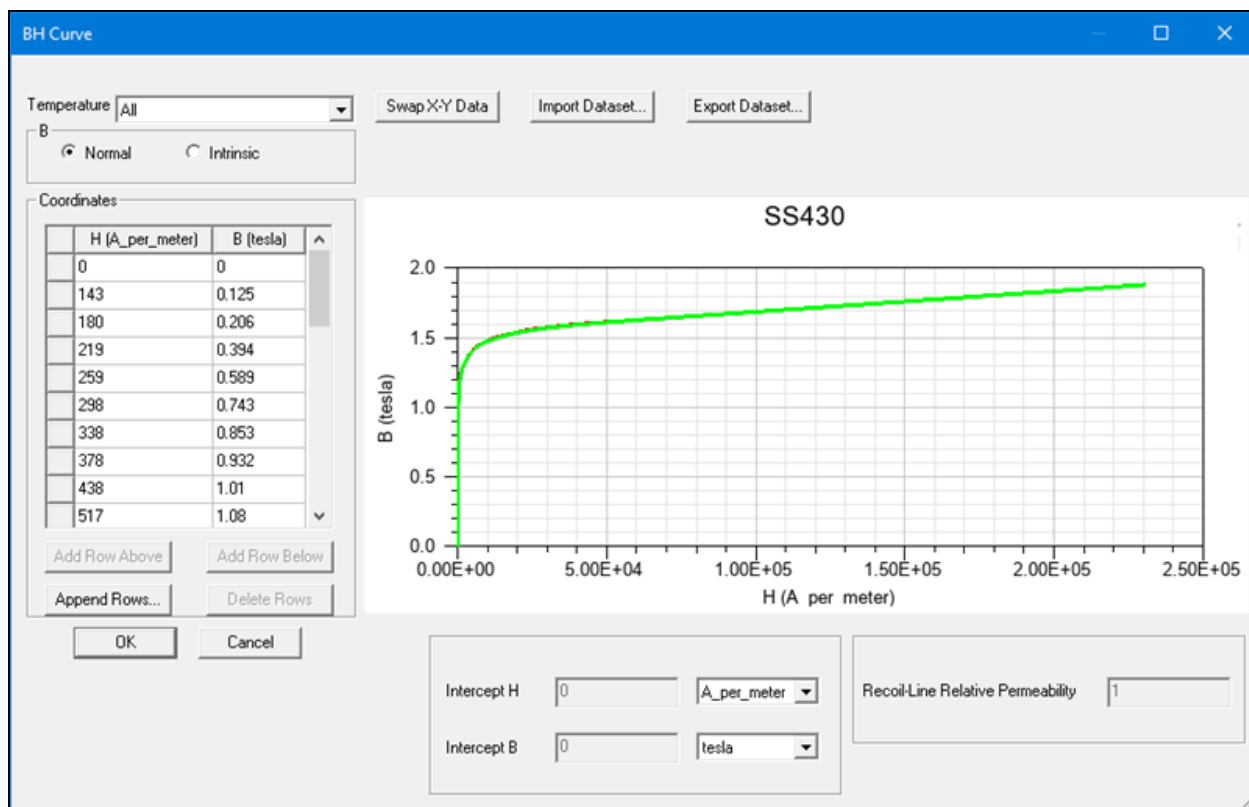 BH Curve
Temperature All
Swap X-Y Data Import Dataset... Export Dataset...
B
Normal Intrinsic
Coordinates
H (A_per_meter) B (tesla)
0 0
143 0.125
180 0.206
219 0.394
259 0.589
298 0.743
338 0.853
378 0.932
438 1.01
517 1.08
Add Row Above Add Row Below
Append Rows... Delete Rows
OK Cancel
SS430
2.0
1.5
1.0
0.5
0.0
B (tesla)
0.00E+00 5.00E+04 1.00E+05 1.50E+05 2.00E+05 2.50E+05
H (A per meter)
Intercept H 0 A_per_meter
Intercept B 0 tesla
Recoil-Line Relative Permeability 1